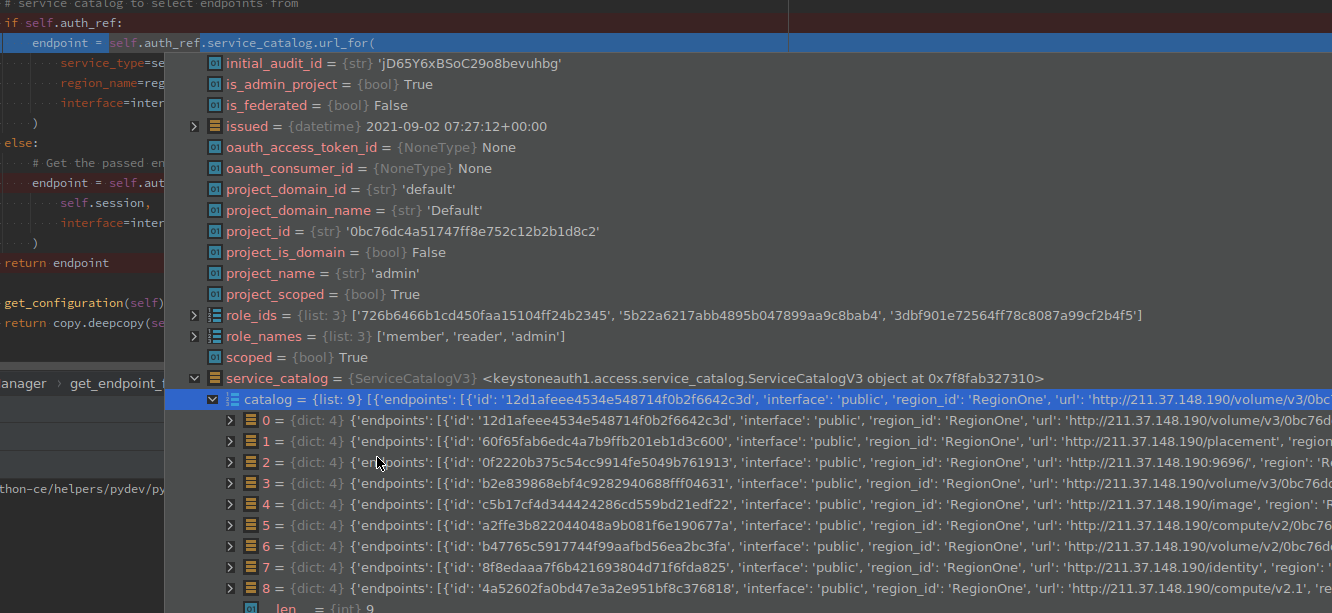 # service catalog to select endpoints from
if self.auth_ref:
endpoint = self.auth_ref.service_catalog.url_for(
service_type=se
region_name=reg
interface=inter
)
else:
# Get the passed en
endpoint = self.aut
self.session,
interface=inter
)
return endpoint
get_configuration(self)
return copy.deepcopy(se
anager > get_endpoint_f
thon-ce/helpers/pydev/py
initial_audit_id = {str} 'jD65Y6xBSoC29o8bevuhbg'
is_admin_project = {bool} True
is_federated = {bool} False
issued = {datetime} 2021-09-02 07:27:12+00:00
oauth_access_token_id = {NoneType} None
oauth_consumer_id = {NoneType} None
project_domain_id = {str} 'default'
project_domain_name = {str} 'Default'
project_id = {str} '0bc76dc4a51747ff8e752c12b2b1d8c2'
project_is_domain = {bool} False
project_name = {str} 'admin'
project_scoped = {bool} True
role_ids = {list: 3} ['726b6466b1cd450faa15104ff24b2345', '5b22a6217abb4895b047899aa9c8bab4', '3dbf901e72564ff78c8087a99cf2b4f5']
role_names = {list: 3} ['member', 'reader', 'admin']
scoped = {bool} True
service_catalog = {ServiceCatalogV3} <keystoneauth1.access.service_catalog.ServiceCatalogV3 object at 0x7f8fab327310>
catalog = {list: 9} [{'endpoints': [{'id': '12d1afeee4534e548714f0b2f6642c3d', 'interface': 'public', 'region_id': 'RegionOne', 'url': 'http://211.37.148.190/volume/v3/0bc7
0 = {dict: 4} {'endpoints': [{'id': '12d1afeee4534e548714f0b2f6642c3d', 'interface': 'public', 'region_id': 'RegionOne', 'url': 'http://211.37.148.190/volume/v3/0bc76d
1 = {dict: 4} {'endpoints': [{'id': '60f65fab6edc4a7b9ffb201eb1d3c600', 'interface': 'public', 'region_id': 'RegionOne', 'url': 'http://211.37.148.190/placement', 'region
2 = {dict: 4} {'endpoints': [{'id': '0f2220b375c54cc9914fe5049b761913', 'interface': 'public', 'region_id': 'RegionOne', 'url': 'http://211.37.148.190:9696/', 'region': 'R
3 = {dict: 4} {'endpoints': [{'id': 'b2e839868ebf4c9282940688fff04631', 'interface': 'public', 'region_id': 'RegionOne', 'url': 'http://211.37.148.190/volume/v3/0bc76d
4 = {dict: 4} {'endpoints': [{'id': 'c5b17cf4d344424286cd559bd21edf22', 'interface': 'public', 'region_id': 'RegionOne', 'url': 'http://211.37.148.190/image', 'region': 'R
5 = {dict: 4} {'endpoints': [{'id': 'a2ffe3b822044048a9b081f6e190677a', 'interface': 'public', 'region_id': 'RegionOne', 'url': 'http://211.37.148.190/compute/v2/0bc76
6 = {dict: 4} {'endpoints': [{'id': 'b47765c5917744f99aafbd56ea2bc3fa', 'interface': 'public', 'region_id': 'RegionOne', 'url': 'http://211.37.148.190/volume/v2/0bc76d
7 = {dict: 4} {'endpoints': [{'id': '8f8edaaa7f6b421693804d71f6fda825', 'interface': 'public', 'region_id': 'RegionOne', 'url': 'http://211.37.148.190/identity', 'region': '
8 = {dict: 4} {'endpoints': [{'id': '4a52602fa0bd47e3a2e951bf8c376818', 'interface': 'public', 'region_id': 'RegionOne', 'url': 'http://211.37.148.190/compute/v2.1', 're
__len__ = {int} 9